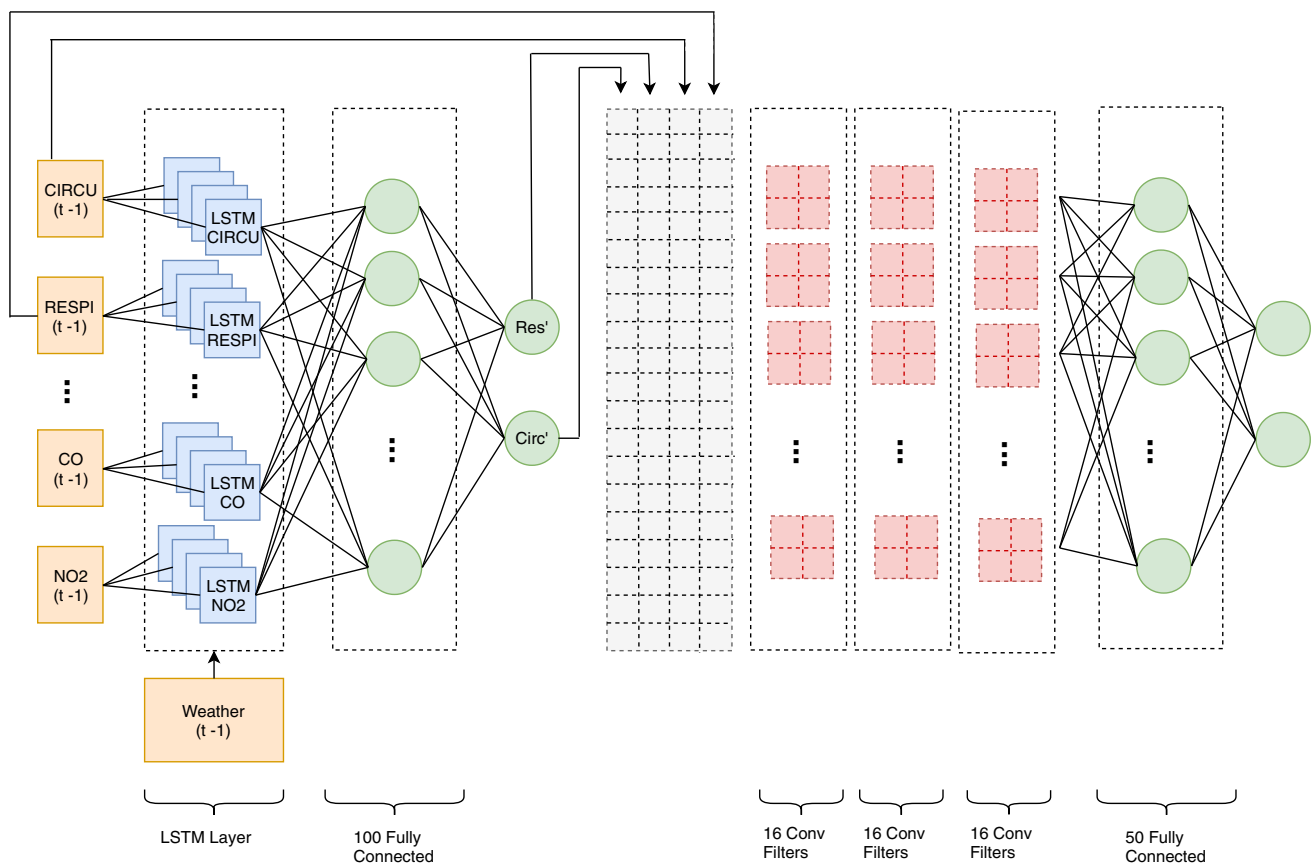 CIRCU
(t -1)
LSTM
CIRCU
RESPI
(t -1)
LSTM
RESPI
CO
(t -1)
LSTM
CO
NO2
(t -1)
LSTM
NO2
Weather
(t -1)
Res'
Circ'
LSTM Layer
100 Fully
Connected
16 Conv
Filters
16 Conv
Filters
16 Conv
Filters
50 Fully
Connected